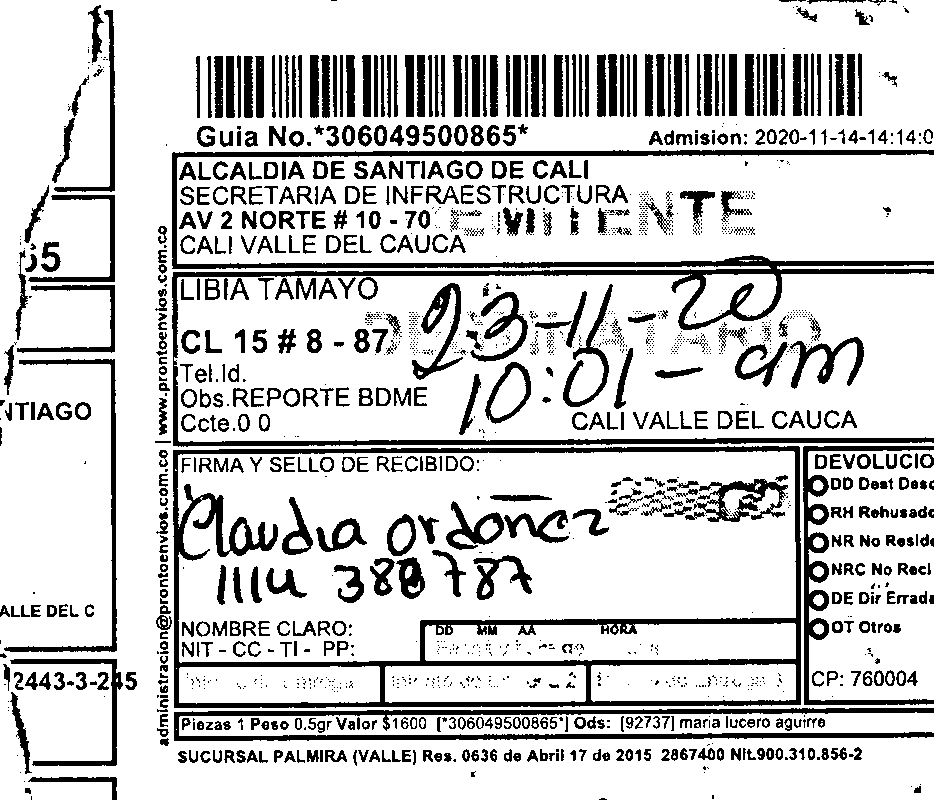 Guia No.*306049500865*
Admision: 2020-11-14-14:14:0
ALCALDIA DE SANTIAGO DE CALI
SECRETARIA DE INFRAESTRUCTURA
AV 2 NORTE # 10 - 70
CALI VALLE DEL CAUCA
REMITENTE
LIBIA TAMAYO
CL 15 # 8 - 87
DESTINATARIO
23-11-20
10:01 - am
Tel.Id.
Obs.REPORTE BDME
Ccte.0 0
CALI VALLE DEL CAUCA
www.prontoenvios.com.co
administracion@prontoenvios.com.co
FIRMA Y SELLO DE RECIBIDO:
Claudia Ordoñez
1114 388 787
NOMBRE CLARO:
NIT - CC - TI - PP:
DD MM AA HORA
DEVOLUCIO
DD Dest Desc
RH Rehusado
NR No Reside
NRC No Recl
DE Dir Errada
OT Otros
CP: 760004
Piezas 1 Peso 0.5gr Valor $1600 [*306049500865*] Ods: [92737] maria lucero aguirre
SUCURSAL PALMIRA (VALLE) Res. 0636 de Abril 17 de 2015 2867400 Nit.900.310.856-2
65
NTIAGO
ALLE DEL C
2443-3-245